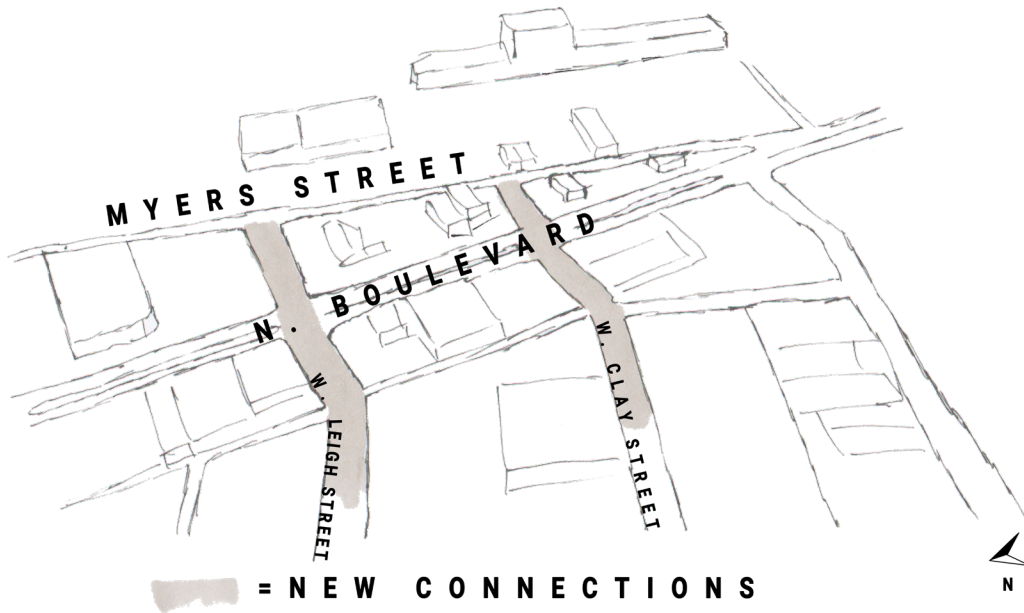 MYERS STREET
N. BOULEVARD
W LEIGH STREET
W. CLAY STREET
= NEW CONNECTIONS
N